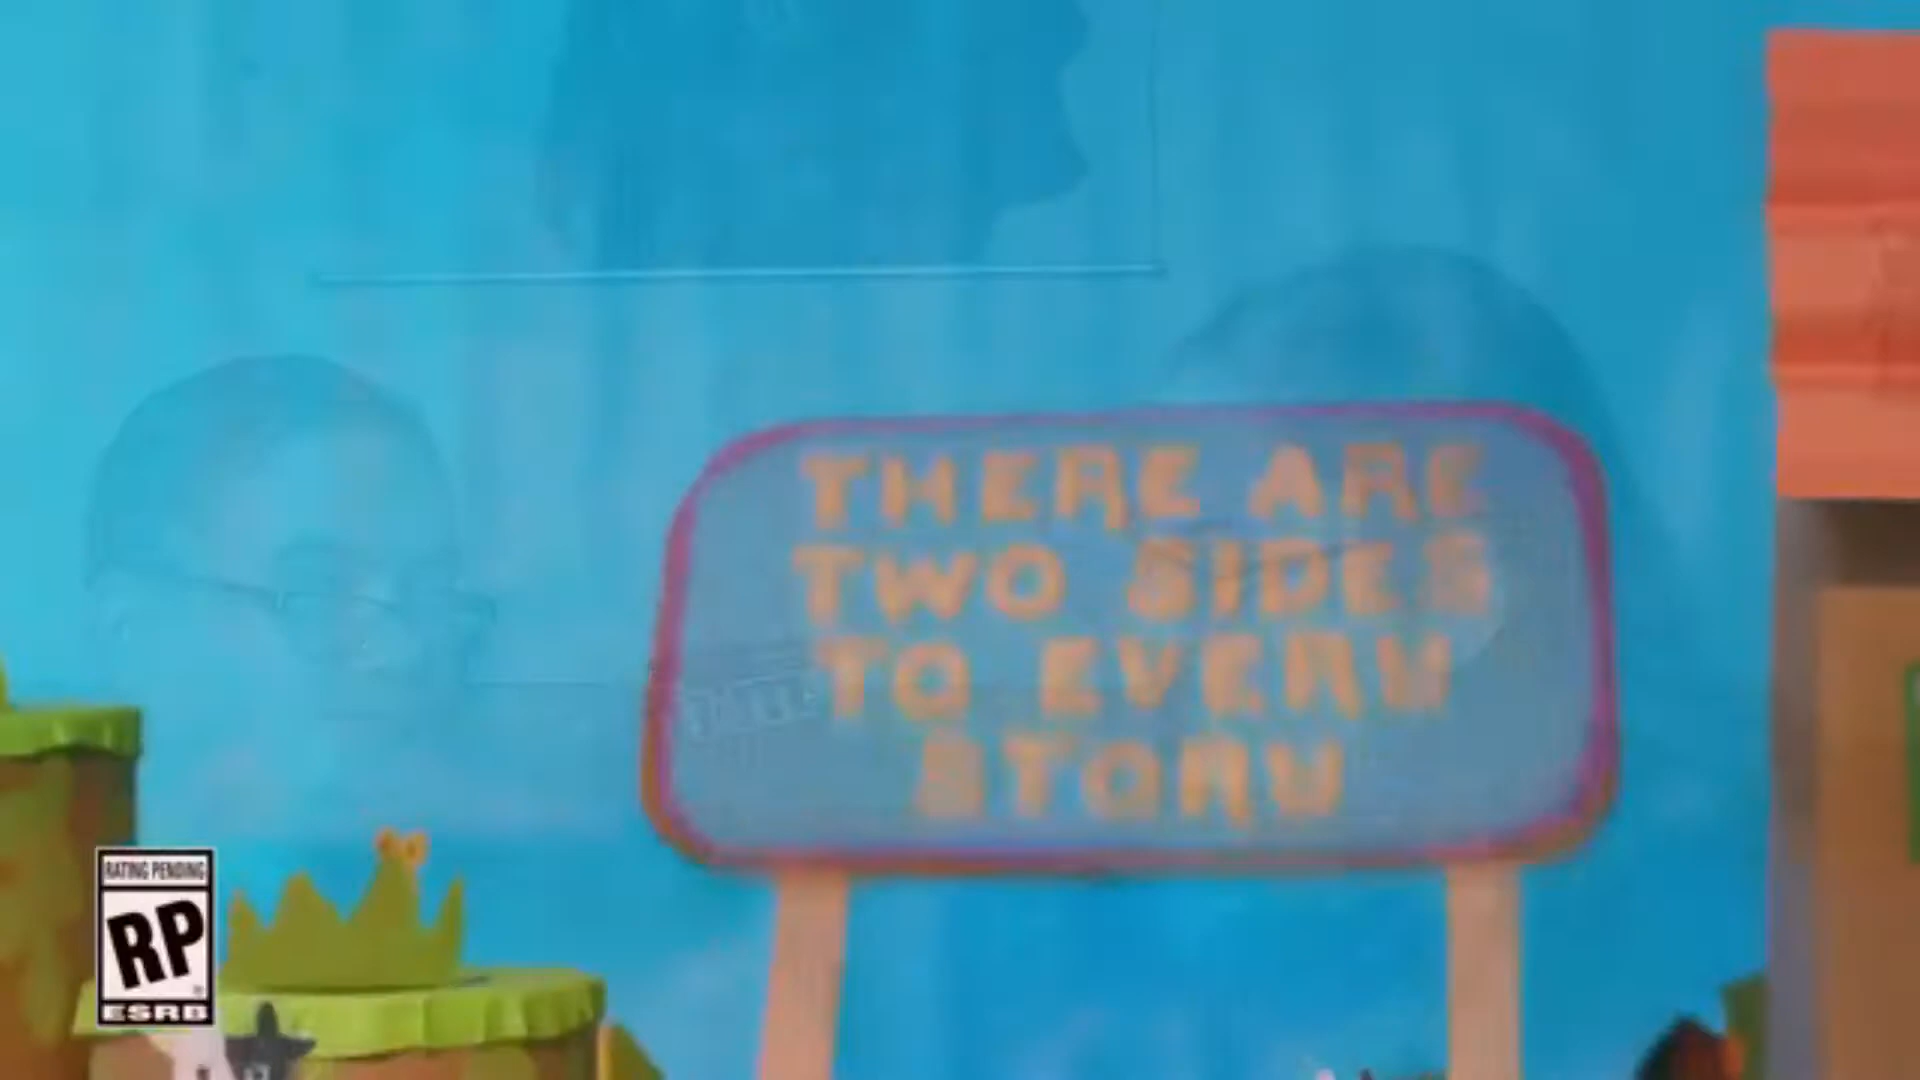 THERE ARE
TWO SIDES
TO EVERY
STORY
RATING PENDING
RP
ESRB